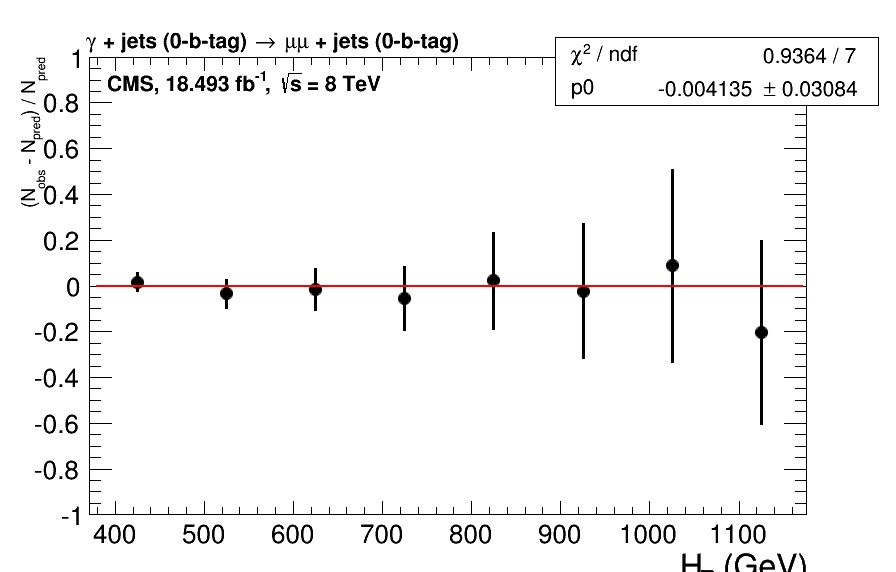 γ + jets (0-b-tag) → μμ + jets (0-b-tag)
χ² / ndf 0.9364 / 7
p0 -0.004135 ± 0.03084
CMS, 18.493 fb⁻¹, √s = 8 TeV
(N_obs - N_pred) / N_pred
1
0.8
0.6
0.4
0.2
0
-0.2
-0.4
-0.6
-0.8
-1
400 500 600 700 800 900 1000 1100
(GeV)